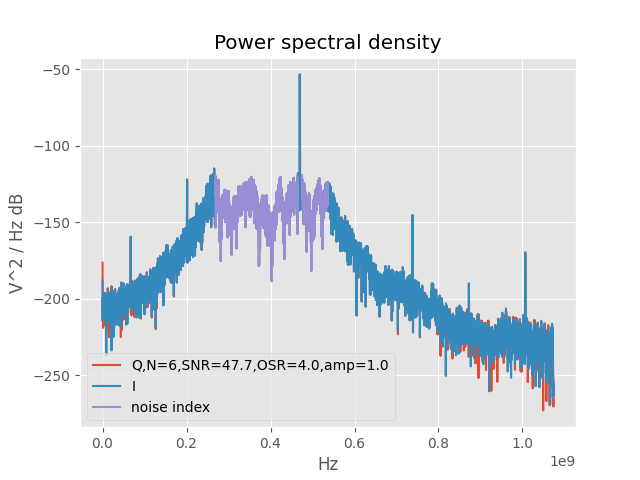 Power spectral density
−50
−100
−150
−200
−250
V^2 / Hz dB
Q,N=6,SNR=47.7,OSR=4.0,amp=1.0
I
noise index
0.0 0.2 0.4 0.6 0.8 1.0
1e9
Hz